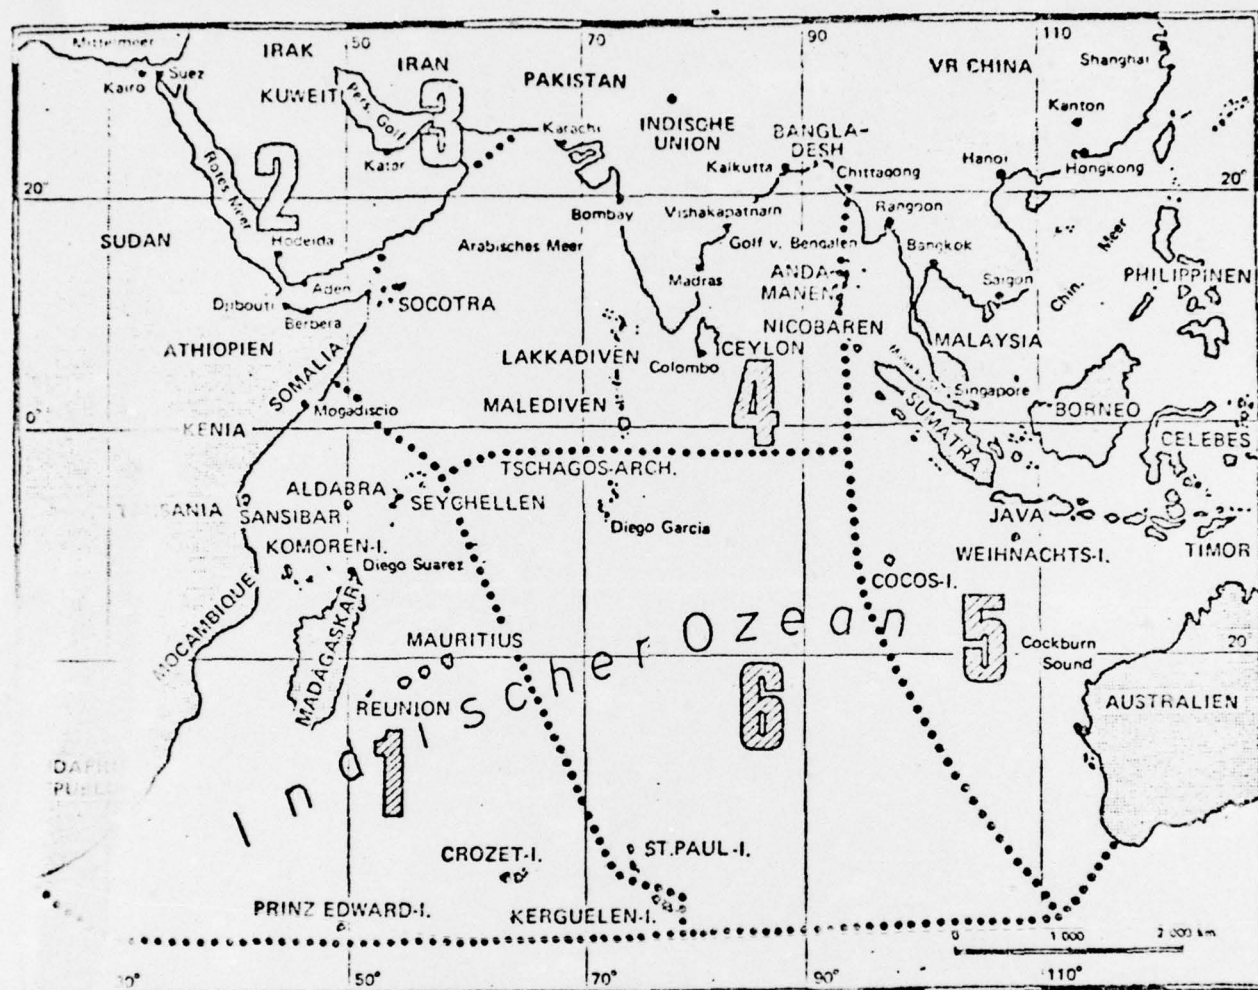 50 70 90 110
Mittelmeer IRAK IRAN PAKISTAN VR CHINA Shanghai
Kairo Suez KUWEIT Pers. Golf 3 INDISCHE
UNION BANGLA-
DESH Kanton
Katar Karachi Kaikutta Chittagong Hanoi Hongkong
2 Rotes Meer
20° 20°
SUDAN Hodeida Arabisches Meer Bombay Vishakapatnam Golf v. Bengalen Rangoon Bangkok Chin. Meer
Aden Madras ANDA-
MANEN Saigon PHILIPPINEN
Djibouti Berbera SOCOTRA NICOBAREN
ATHIOPIEN LAKKADIVEN CEYLON MALAYSIA
SOMALIA Colombo 4 Singapore
Mogadiscio MALEDIVEN SUMATRA BORNEO
0° KENIA CELEBES
TSCHAGOS-ARCH.
ALDABRA SEYCHELLEN
SANSIBAR Diego Garcia JAVA
KOMOREN-I. WEIHNACHTS-I. TIMOR
Diego Suarez COCOS-I.
MOCAMBIQUE MADAGASKAR MAURITIUS 5 Cockburn
Sound 20
Indischer Ozean
RÉUNION 6 AUSTRALIEN
1
CROZET-I. ST.PAUL-I.
PRINZ EDWARD-I. KERGUELEN-I.
0 1 000 2 000 km
50° 70° 90° 110°